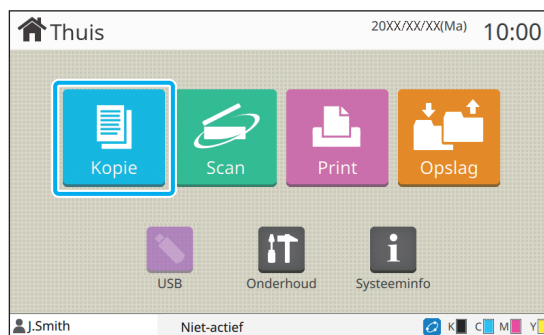 Thuis 20XX/XX/XX(Ma) 10:00
Kopie Scan Print Opslag
USB Onderhoud Systeeminfo
J.Smith Niet-actief K C M Y